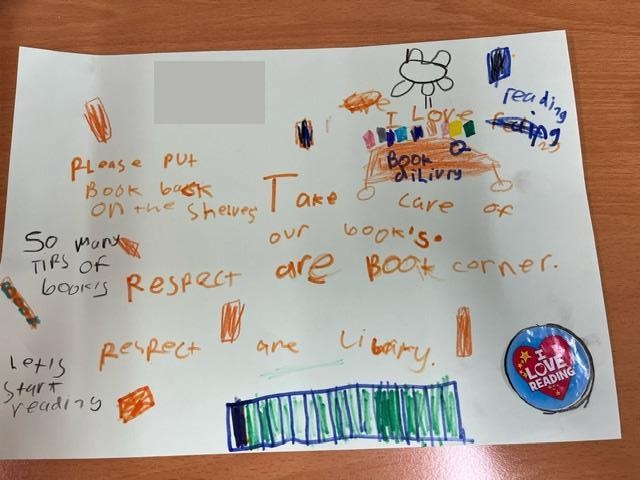 I Love
reading
Book
dilivry
PLease put
Book back
on the shelves
Take care of
our book's.
So many
TIPS OF
book's
Respect are Book corner.
Respect are Library.
Let's
start
reading
I
LOVE
READING